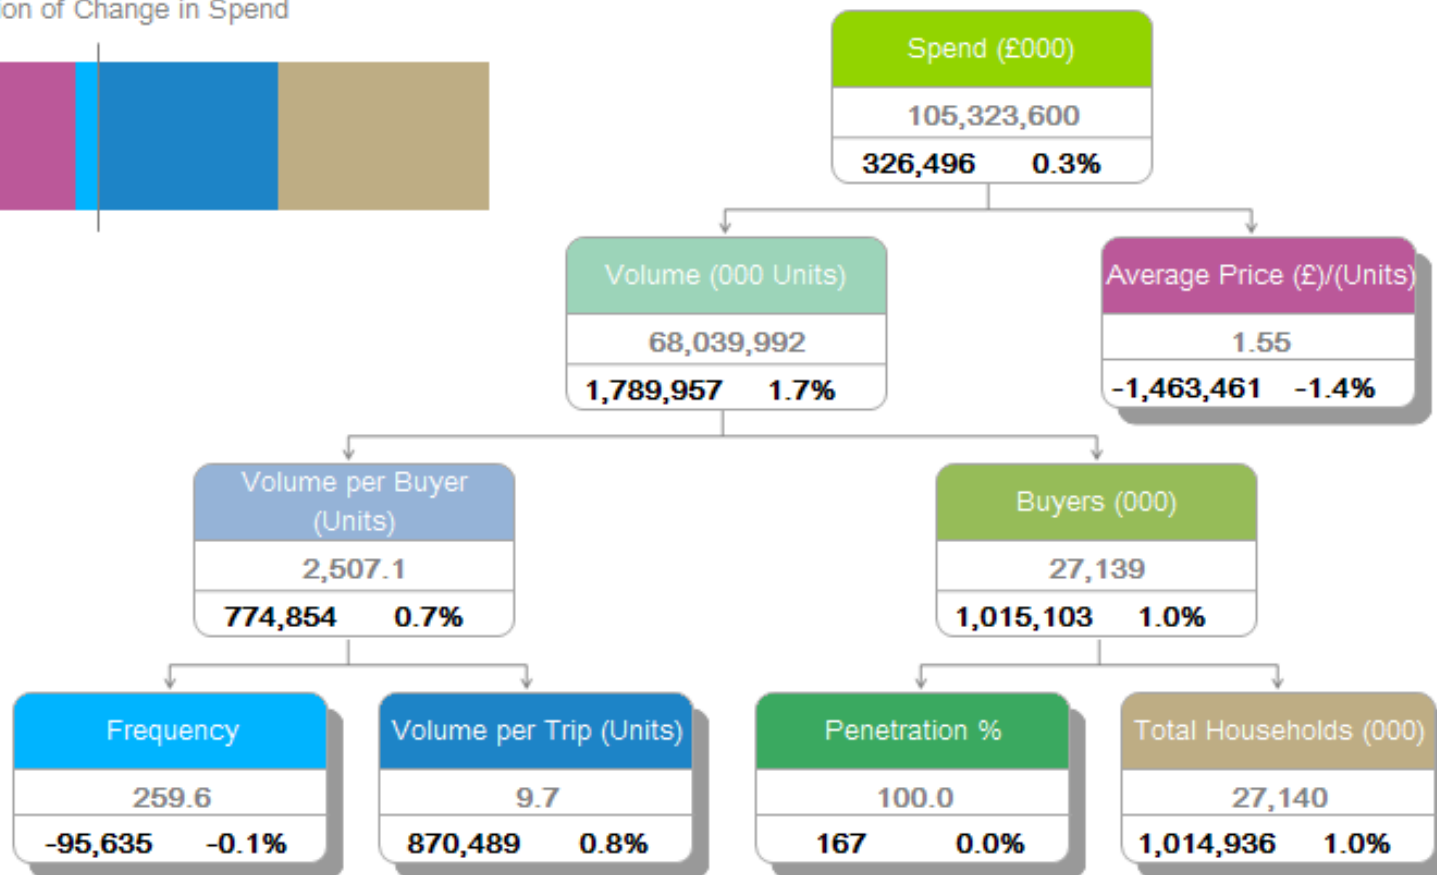 ion of Change in Spend
Spend (£000)
105,323,600
326,496 0.3%
Volume (000 Units)
68,039,992
1,789,957 1.7%
Average Price (£)/(Units)
1.55
-1,463,461 -1.4%
Volume per Buyer
(Units)
2,507.1
774,854 0.7%
Buyers (000)
27,139
1,015,103 1.0%
Frequency
259.6
-95,635 -0.1%
Volume per Trip (Units)
9.7
870,489 0.8%
Penetration %
100.0
167 0.0%
Total Households (000)
27,140
1,014,936 1.0%